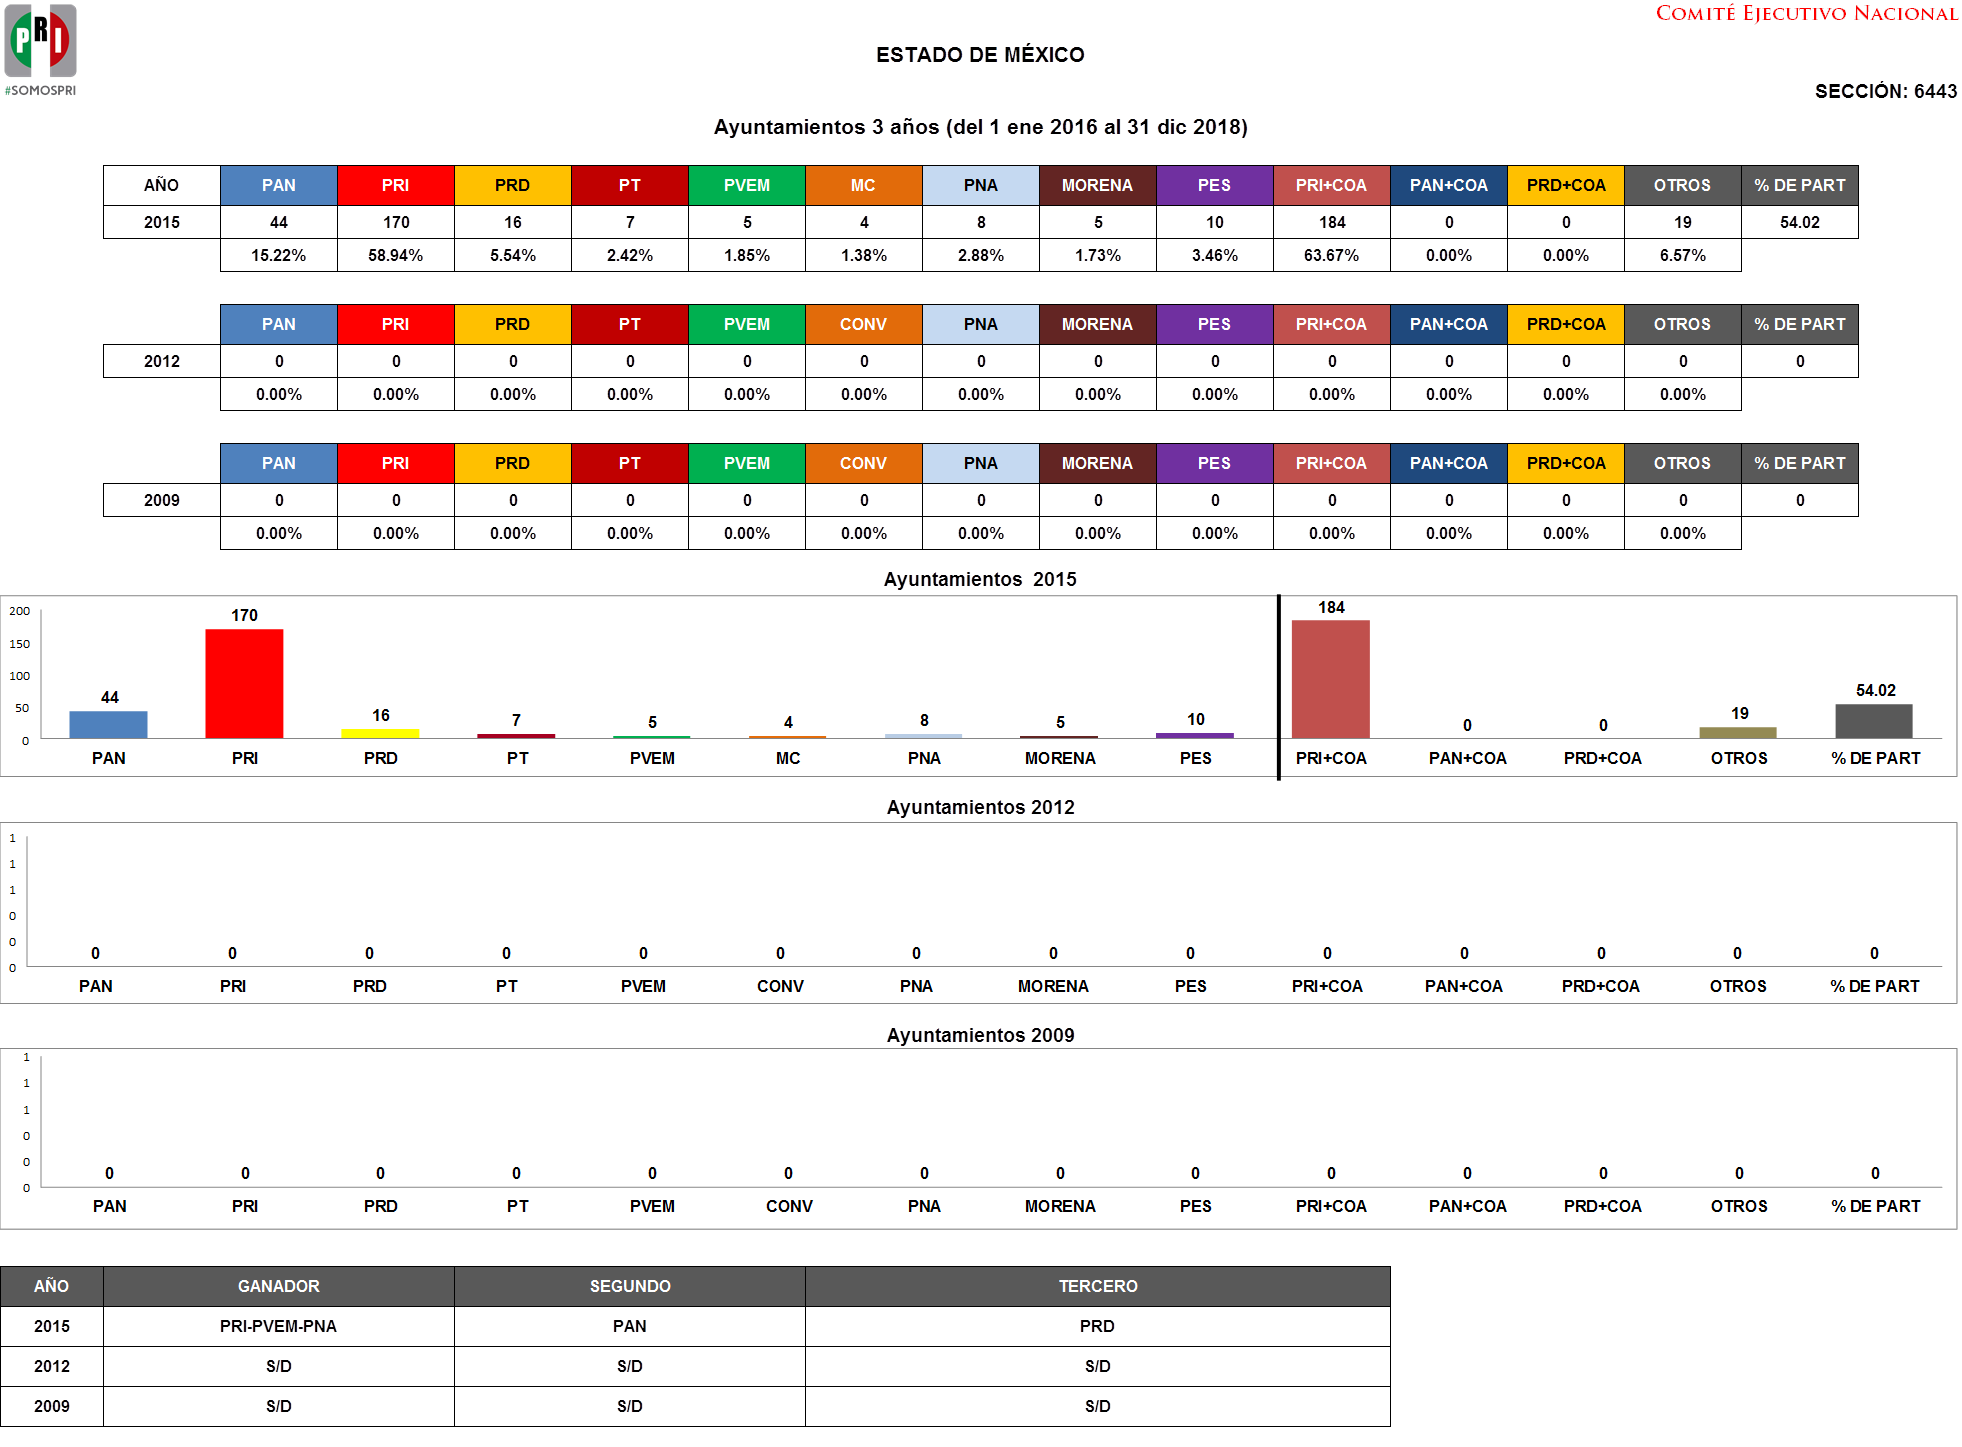 COMITÉ EJECUTIVO NACIONAL
PRI
#SOMOSPRI
ESTADO DE MÉXICO
SECCIÓN: 6443
Ayuntamientos 3 años (del 1 ene 2016 al 31 dic 2018)
AÑO PAN PRI PRD PT PVEM MC PNA MORENA PES PRI+COA PAN+COA PRD+COA OTROS % DE PART
2015 44 170 16 7 5 4 8 5 10 184 0 0 19 54.02
15.22% 58.94% 5.54% 2.42% 1.85% 1.38% 2.88% 1.73% 3.46% 63.67% 0.00% 0.00% 6.57%
PAN PRI PRD PT PVEM CONV PNA MORENA PES PRI+COA PAN+COA PRD+COA OTROS % DE PART
2012 0 0 0 0 0 0 0 0 0 0 0 0 0 0
0.00% 0.00% 0.00% 0.00% 0.00% 0.00% 0.00% 0.00% 0.00% 0.00% 0.00% 0.00% 0.00%
PAN PRI PRD PT PVEM CONV PNA MORENA PES PRI+COA PAN+COA PRD+COA OTROS % DE PART
2009 0 0 0 0 0 0 0 0 0 0 0 0 0 0
0.00% 0.00% 0.00% 0.00% 0.00% 0.00% 0.00% 0.00% 0.00% 0.00% 0.00% 0.00% 0.00%
Ayuntamientos 2015
200
150
100
50
0
44 170 16 7 5 4 8 5 10 184 0 0 19 54.02
PAN PRI PRD PT PVEM MC PNA MORENA PES PRI+COA PAN+COA PRD+COA OTROS % DE PART
Ayuntamientos 2012
1
1
1
0
0
0
0 0 0 0 0 0 0 0 0 0 0 0 0 0
PAN PRI PRD PT PVEM CONV PNA MORENA PES PRI+COA PAN+COA PRD+COA OTROS % DE PART
Ayuntamientos 2009
1
1
1
0
0
0
0 0 0 0 0 0 0 0 0 0 0 0 0 0
PAN PRI PRD PT PVEM CONV PNA MORENA PES PRI+COA PAN+COA PRD+COA OTROS % DE PART
AÑO GANADOR SEGUNDO TERCERO
2015 PRI-PVEM-PNA PAN PRD
2012 S/D S/D S/D
2009 S/D S/D S/D